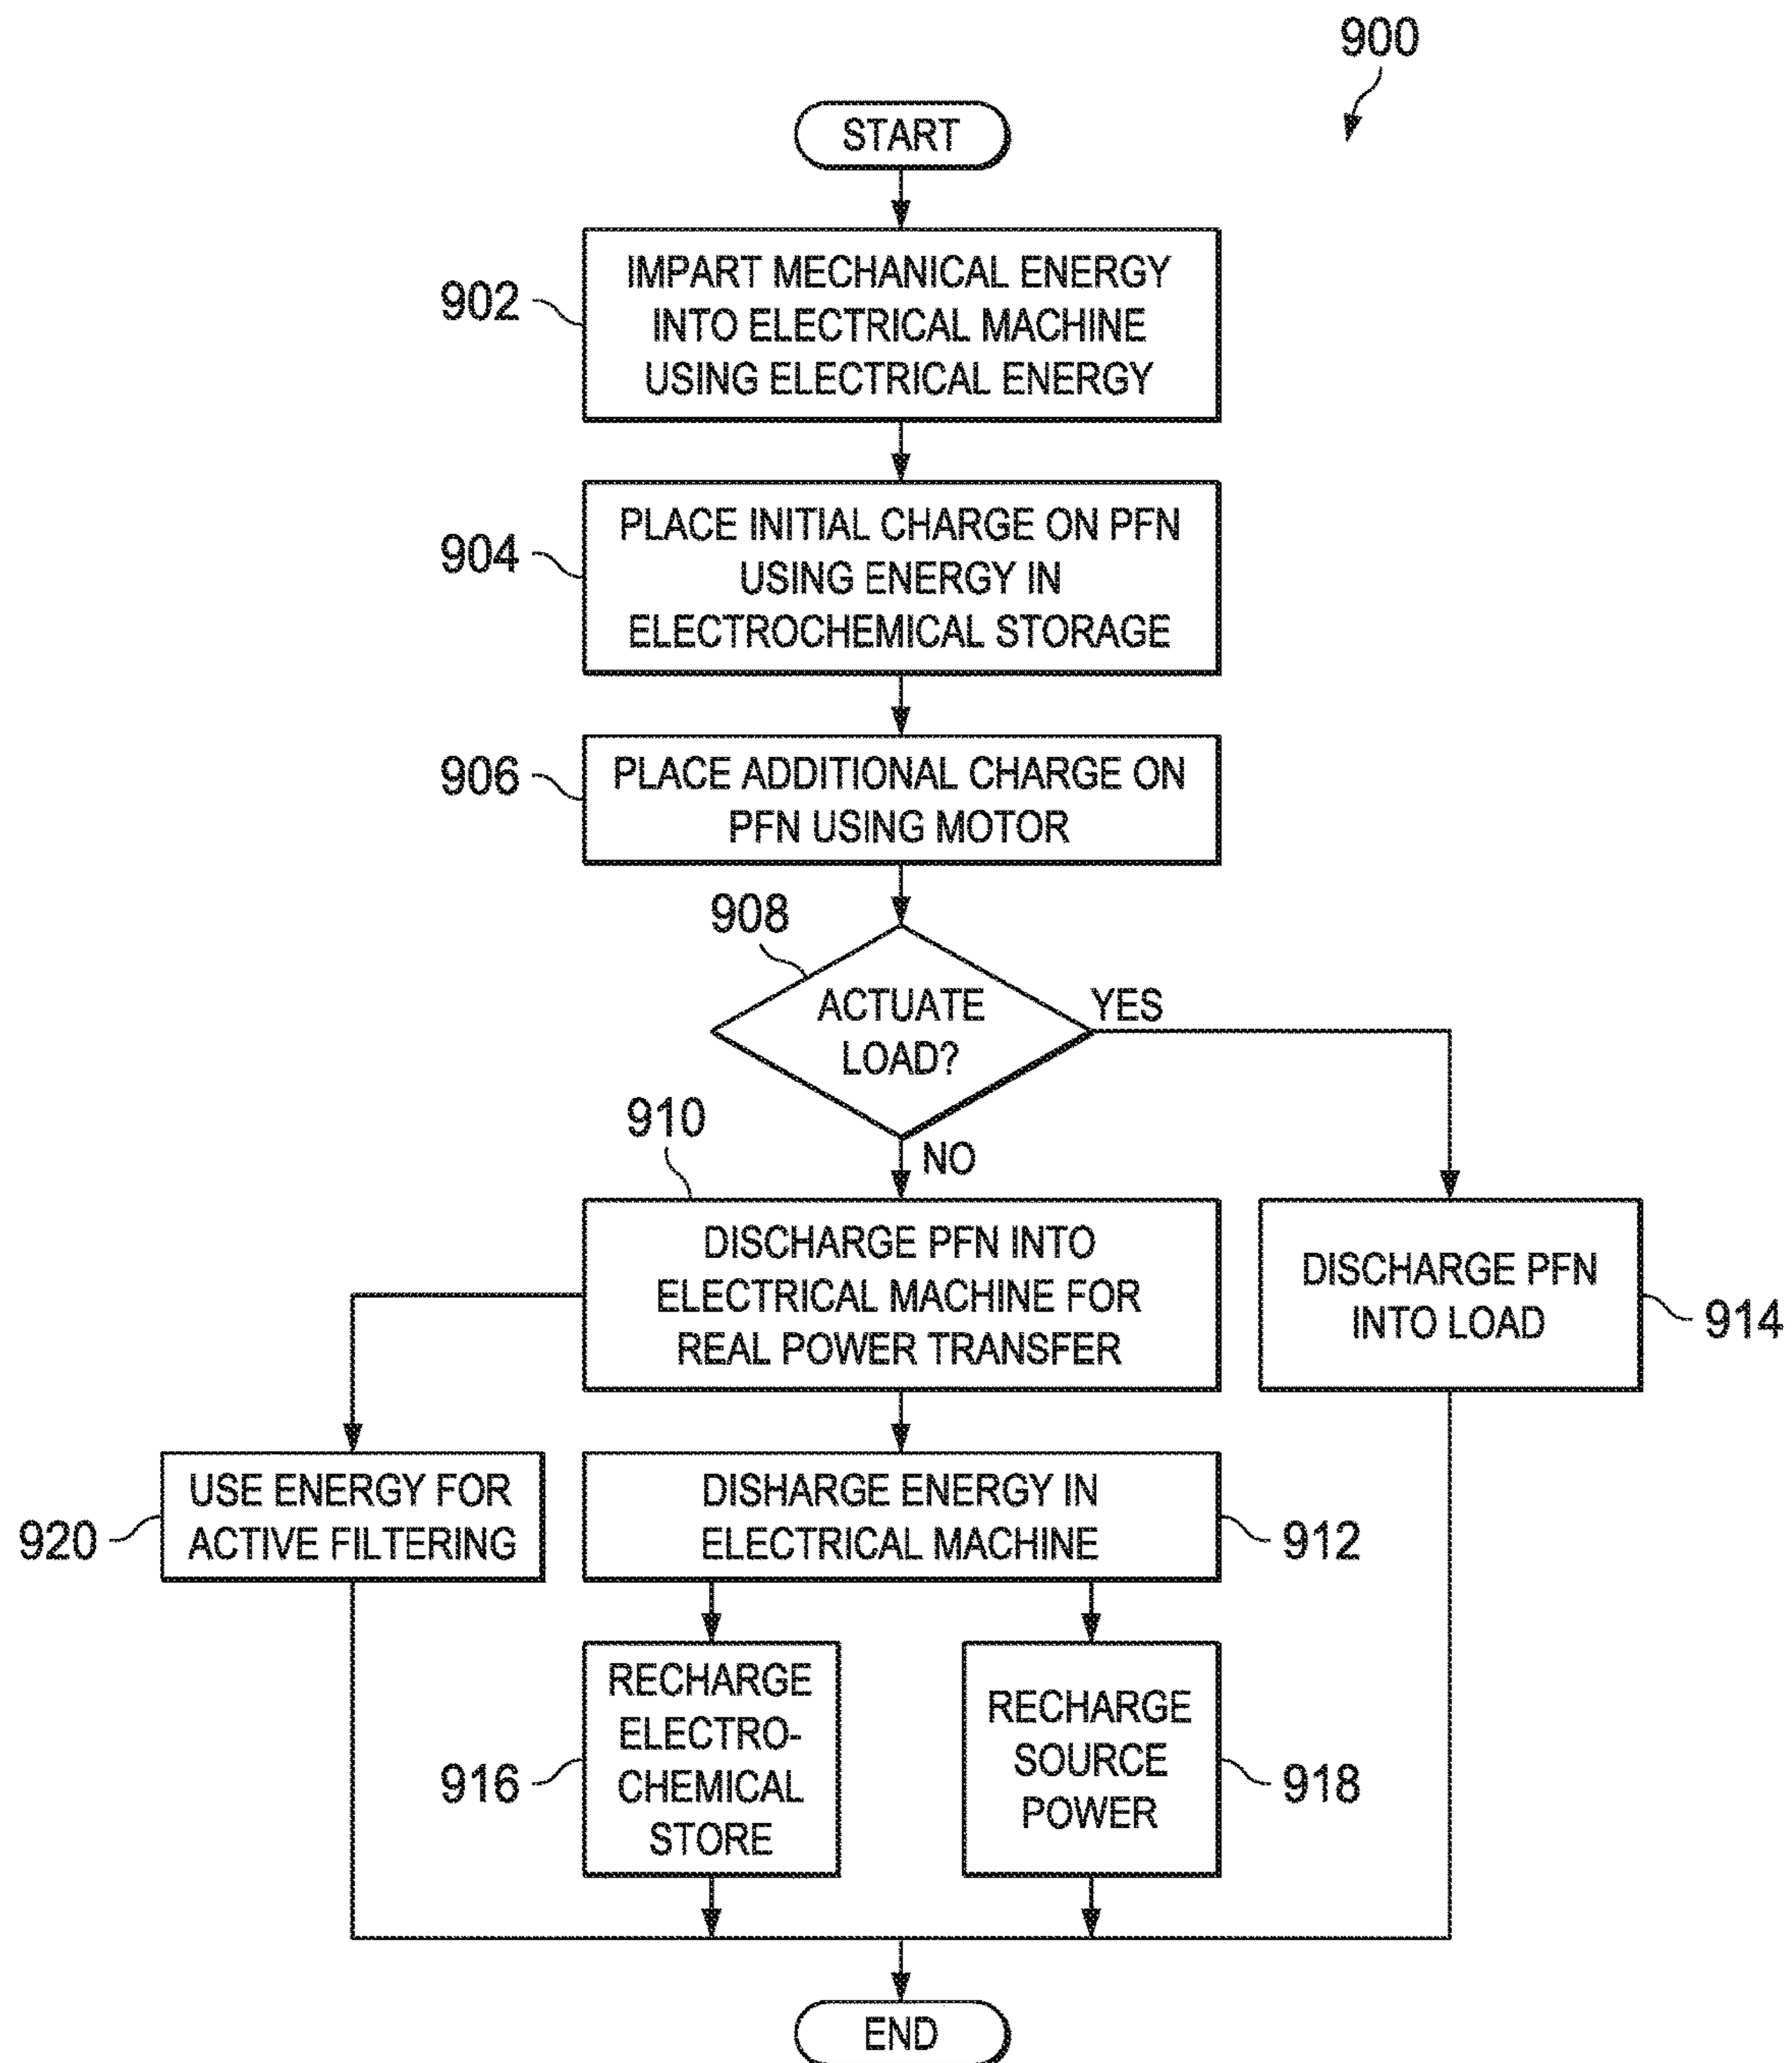 900
START
902
IMPART MECHANICAL ENERGY
INTO ELECTRICAL MACHINE
USING ELECTRICAL ENERGY
904
PLACE INITIAL CHARGE ON PFN
USING ENERGY IN
ELECTROCHEMICAL STORAGE
906
PLACE ADDITIONAL CHARGE ON
PFN USING MOTOR
908
ACTUATE
LOAD?
YES
NO
910
DISCHARGE PFN INTO
ELECTRICAL MACHINE FOR
REAL POWER TRANSFER
DISCHARGE PFN
INTO LOAD
914
920
USE ENERGY FOR
ACTIVE FILTERING
DISHARGE ENERGY IN
ELECTRICAL MACHINE
912
916
RECHARGE
ELECTRO-
CHEMICAL
STORE
RECHARGE
SOURCE
POWER
918
END